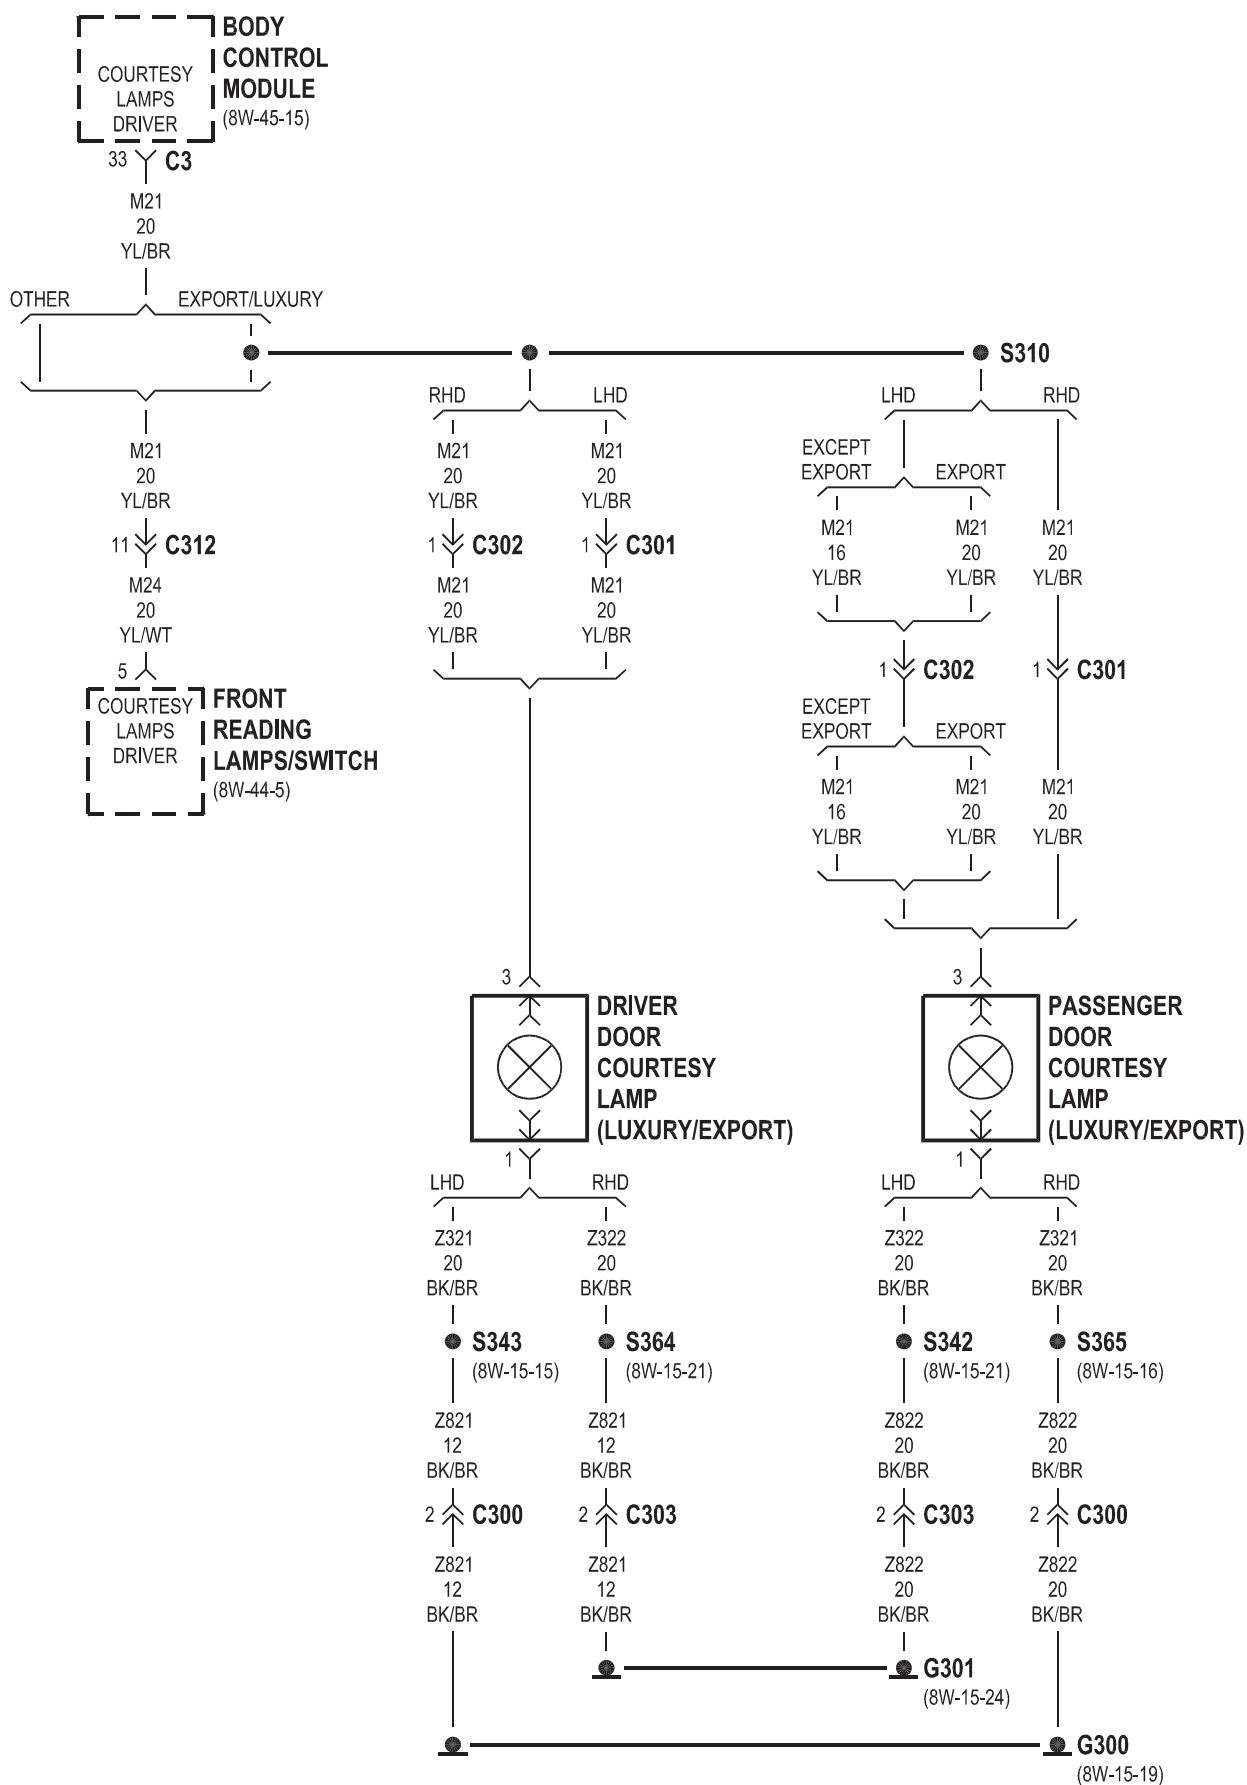 BODY
CONTROL
MODULE
(8W-45-15)
COURTESY
LAMPS
DRIVER
33
C3
M21
20
YL/BR
OTHER
EXPORT/LUXURY
S310
RHD
LHD
LHD
RHD
M21
20
YL/BR
M21
20
YL/BR
M21
20
YL/BR
EXCEPT
EXPORT
EXPORT
M21
16
YL/BR
M21
20
YL/BR
M21
20
YL/BR
11
C312
1
C302
1
C301
M24
20
YL/WT
M21
20
YL/BR
M21
20
YL/BR
1
C302
1
C301
5
COURTESY
LAMPS
DRIVER
FRONT
READING
LAMPS/SWITCH
(8W-44-5)
EXCEPT
EXPORT
EXPORT
M21
16
YL/BR
M21
20
YL/BR
M21
20
YL/BR
3
DRIVER
DOOR
COURTESY
LAMP
(LUXURY/EXPORT)
1
3
PASSENGER
DOOR
COURTESY
LAMP
(LUXURY/EXPORT)
1
LHD
RHD
LHD
RHD
Z321
20
BK/BR
Z322
20
BK/BR
Z322
20
BK/BR
Z321
20
BK/BR
S343
(8W-15-15)
S364
(8W-15-21)
S342
(8W-15-21)
S365
(8W-15-16)
Z821
12
BK/BR
Z821
12
BK/BR
Z822
20
BK/BR
Z822
20
BK/BR
2
C300
2
C303
2
C303
2
C300
Z821
12
BK/BR
Z821
12
BK/BR
Z822
20
BK/BR
Z822
20
BK/BR
G301
(8W-15-24)
G300
(8W-15-19)